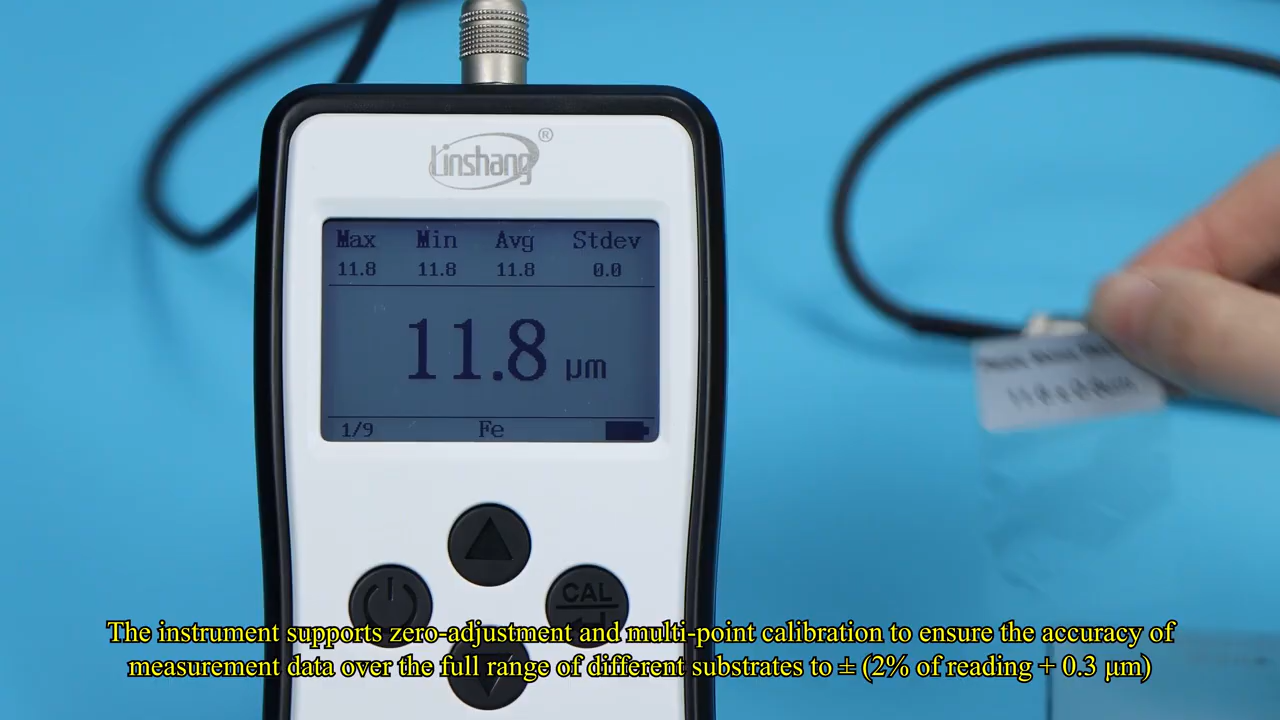 Linshang®
Max Min Avg Stdev
11.8 11.8 11.8 0.0
11.8 μm
1/9 Fe
CAL
The instrument supports zero-adjustment and multi-point calibration to ensure the accuracy of
measurement data over the full range of different substrates to ± (2% of reading + 0.3 μm)